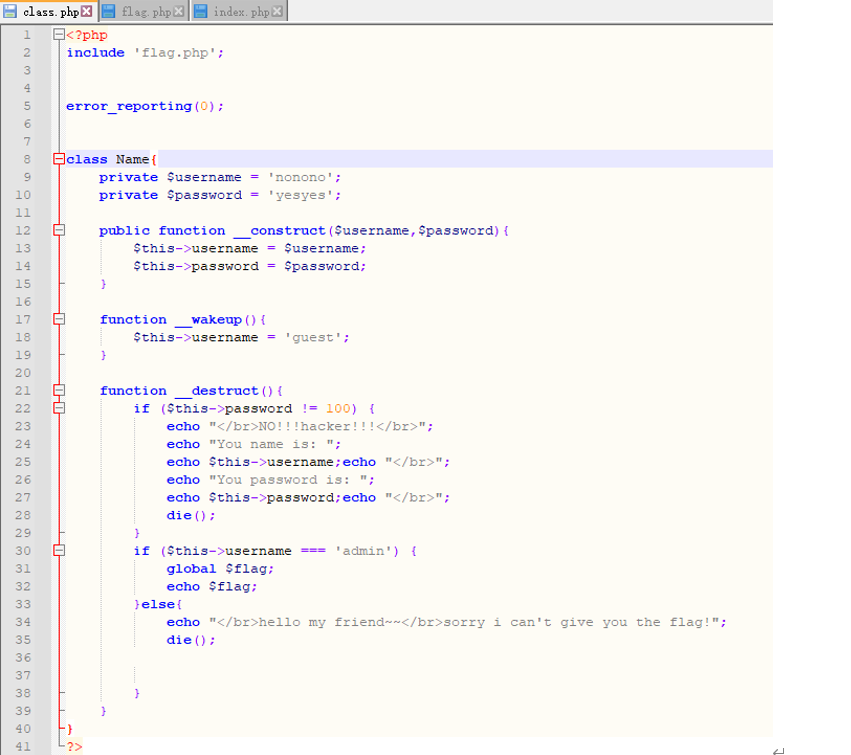 class.php flag.php index.php
1 <?php
2 include 'flag.php';
3
4
5 error_reporting(0);
6
7
8 class Name{
9 private $username = 'nonono';
10 private $password = 'yesyes';
11
12 public function __construct($username,$password){
13 $this->username = $username;
14 $this->password = $password;
15 }
16
17 function __wakeup(){
18 $this->username = 'guest';
19 }
20
21 function __destruct(){
22 if ($this->password != 100) {
23 echo "</br>NO!!!hacker!!!</br>";
24 echo "You name is: ";
25 echo $this->username;echo "</br>";
26 echo "You password is: ";
27 echo $this->password;echo "</br>";
28 die();
29 }
30 if ($this->username === 'admin') {
31 global $flag;
32 echo $flag;
33 }else{
34 echo "</br>hello my friend~~</br>sorry i can't give you the flag!";
35 die();
36
37
38 }
39 }
40 }
41 ?>